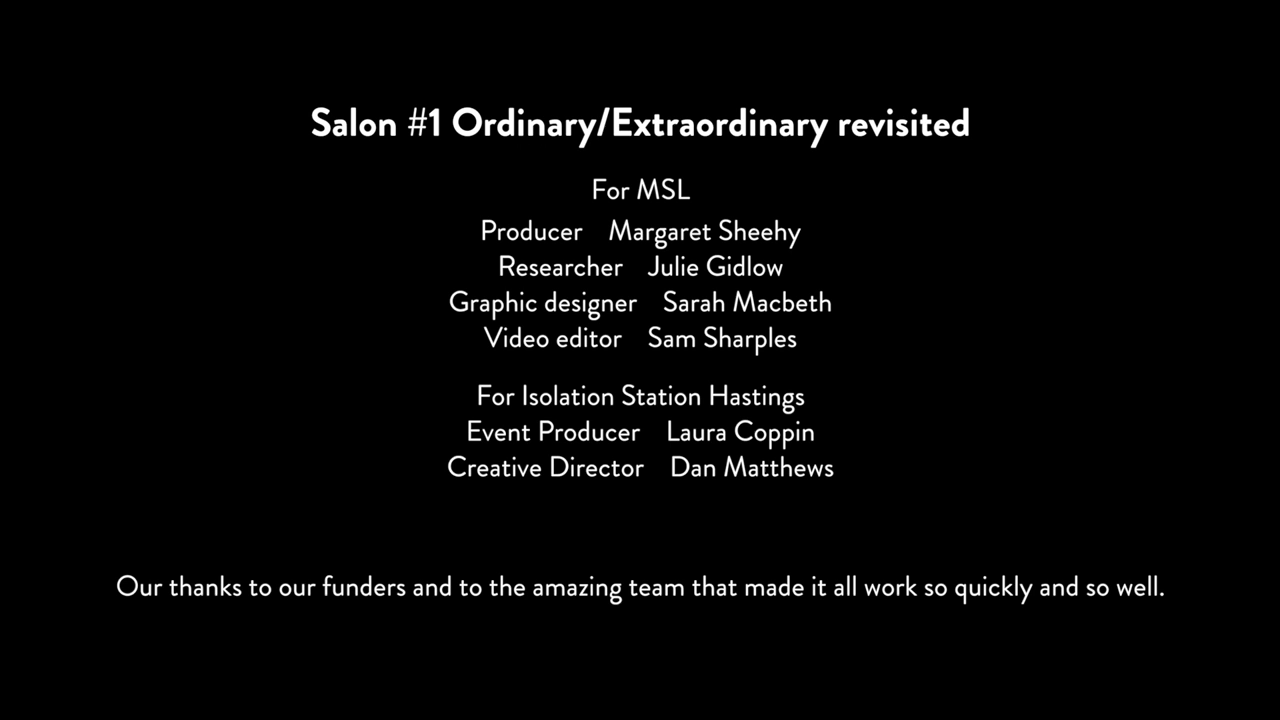 Salon #1 Ordinary/Extraordinary revisited
For MSL
Producer Margaret Sheehy
Researcher Julie Gidlow
Graphic designer Sarah Macbeth
Video editor Sam Sharples
For Isolation Station Hastings
Event Producer Laura Coppin
Creative Director Dan Matthews
Our thanks to our funders and to the amazing team that made it all work so quickly and so well.